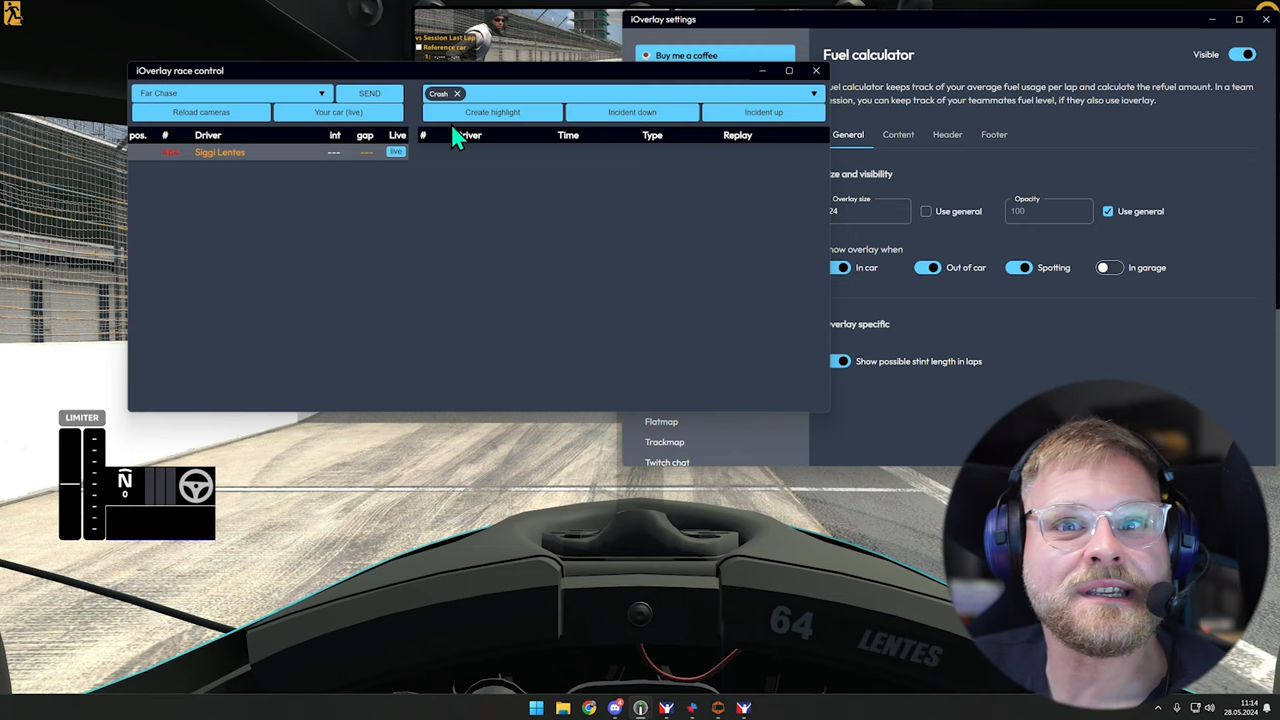 iOverlay settings
vs Session Last Lap
Reference car
Buy me a coffee
Fuel calculator
Visible
iOverlay race control
keeps track of your average fuel usage per lap and calculate the refuel amount. In a team
ession, you can keep track of your teammates fuel level, if they also use ioverlay.
Far Chase
SEND
Crash
Reload cameras
Your car (live)
Create highlight
Incident down
Incident up
General
Content
Header
Footer
pos.
#
Driver
int
gap
Live
#
river
Time
Type
Replay
Siggi Lentes
---
---
live
ze and visibility
Overlay size
24
Use general
Opacity
100
Use general
how overlay when
In car
Out of car
Spotting
In garage
verlay specific
Show possible stint length in laps
LIMITER
Flatmap
Trackmap
Twitch chat
N
0
64
LENTES
11:14
28.05.2024